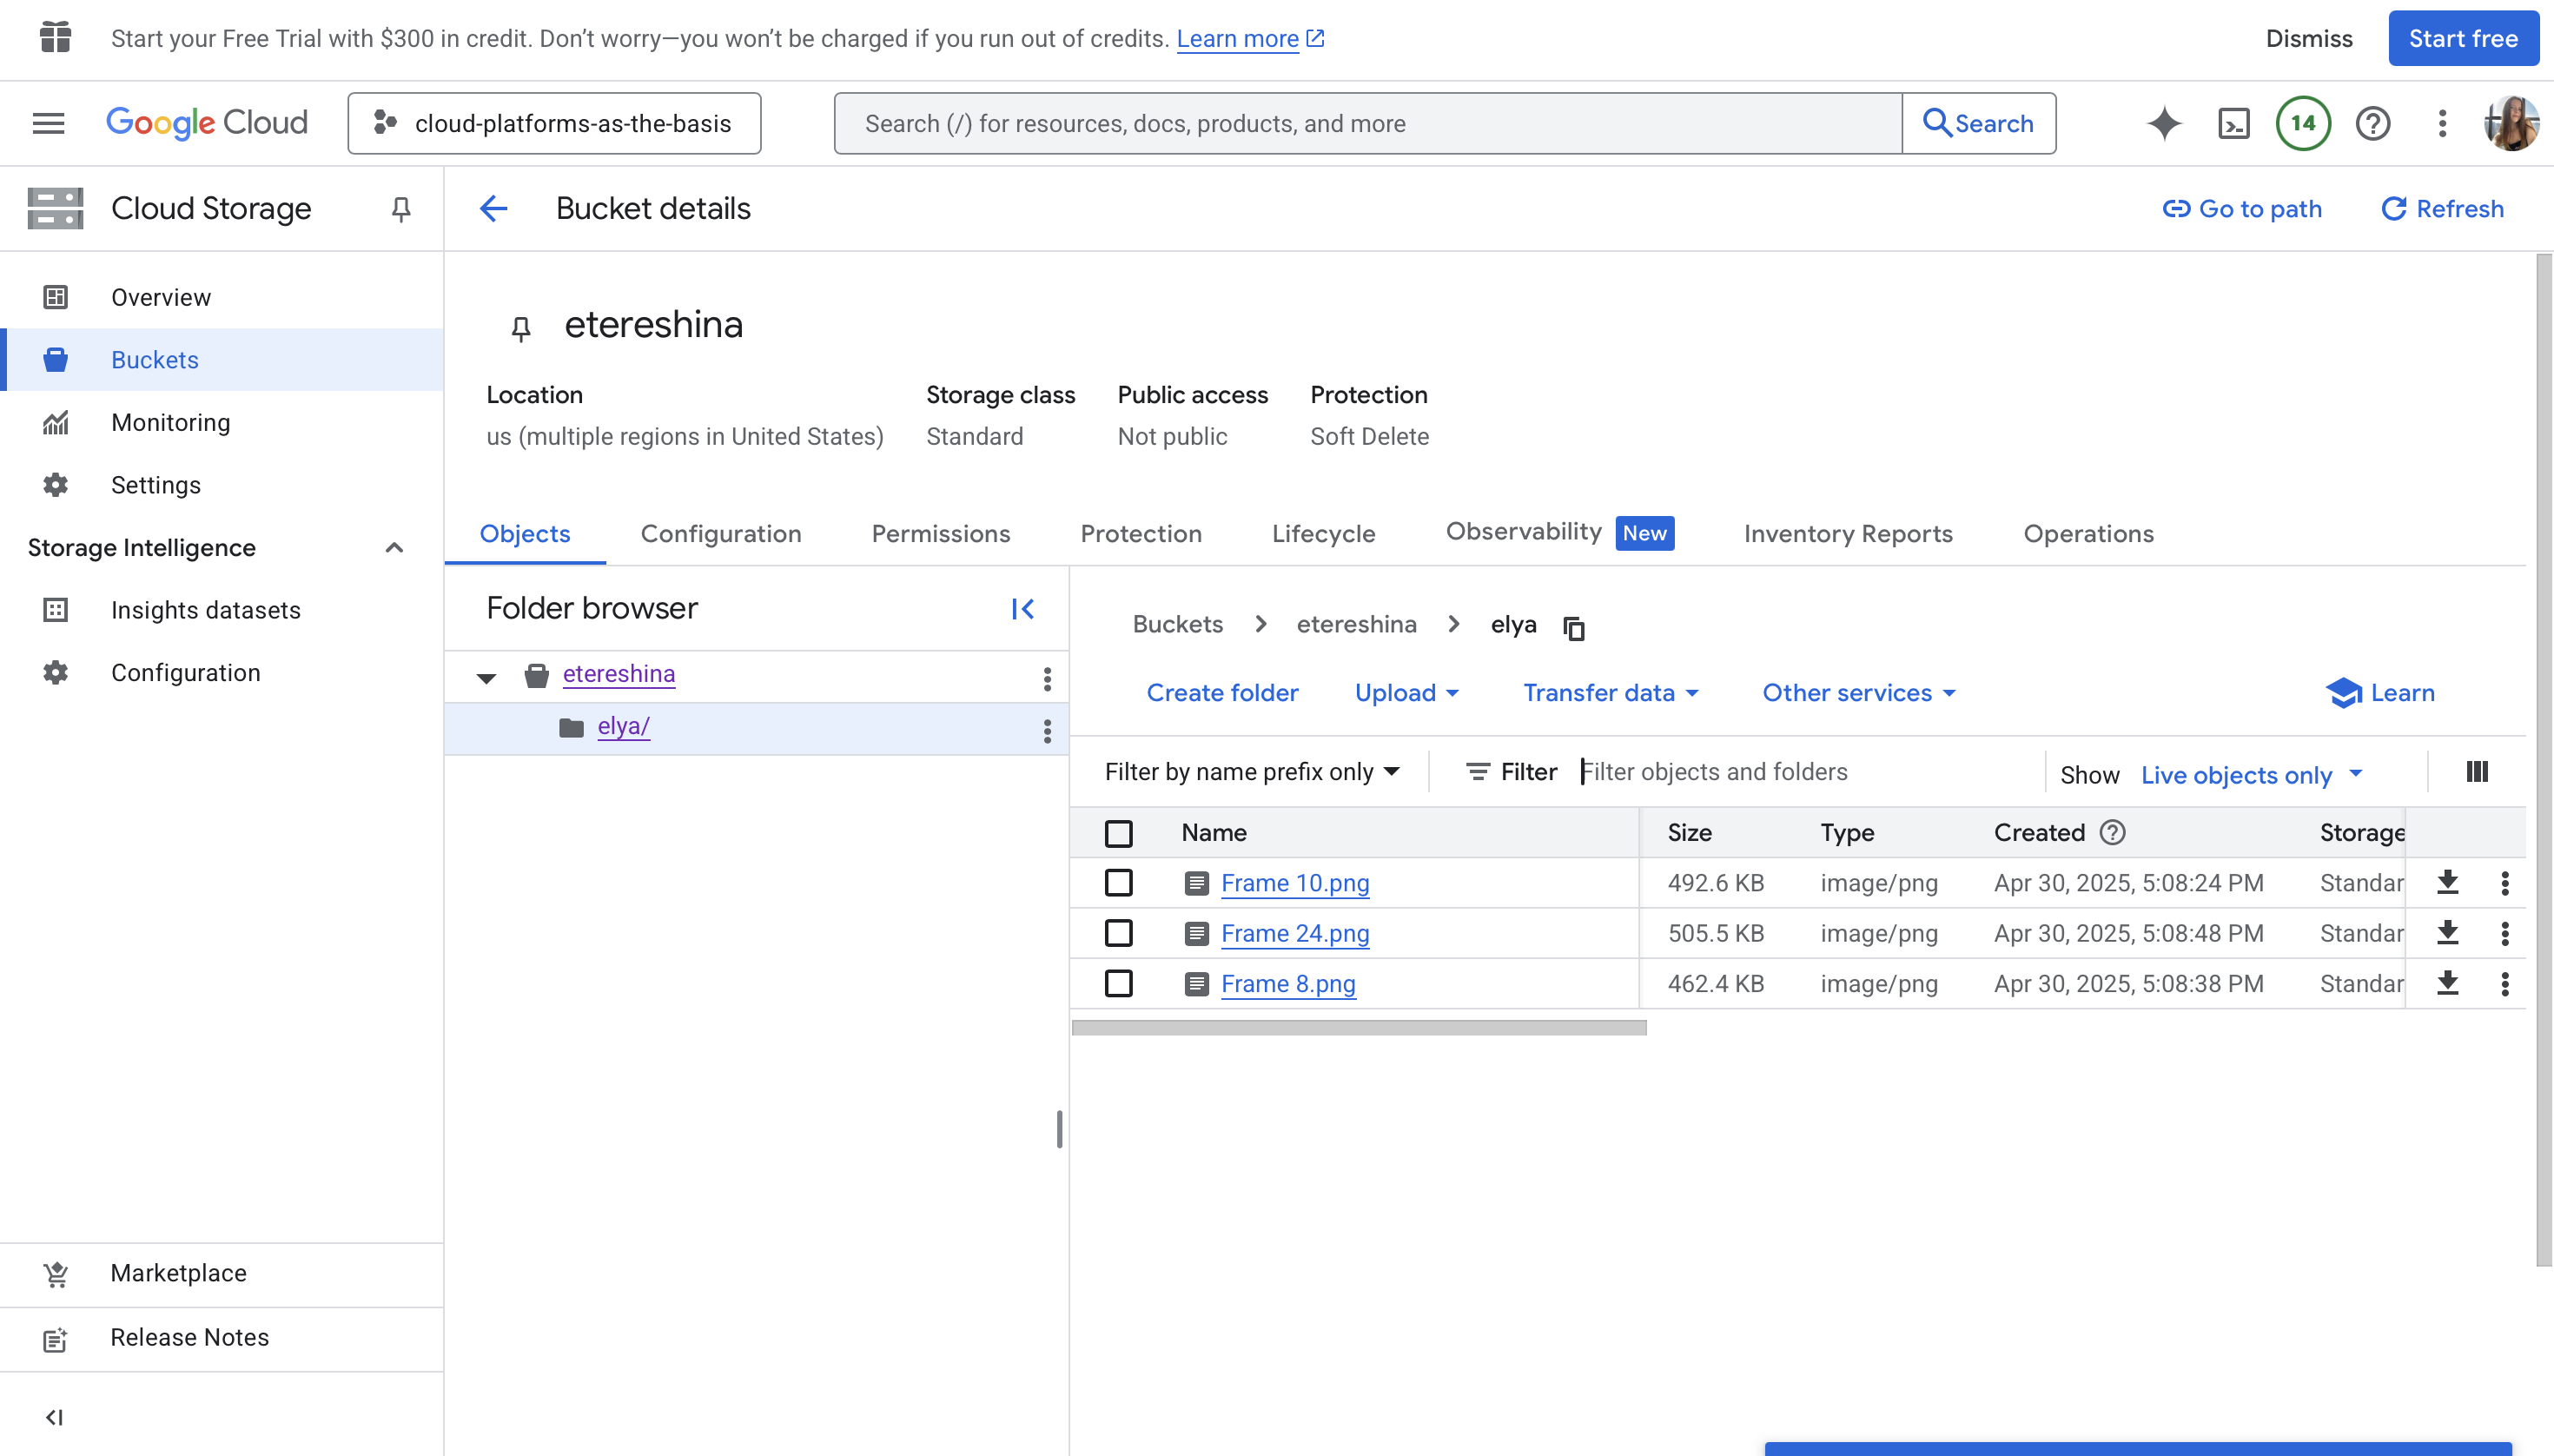 Start your Free Trial with $300 in credit. Don’t worry—you won’t be charged if you run out of credits. Learn more
Dismiss
Start free
Google Cloud
cloud-platforms-as-the-basis
Search (/) for resources, docs, products, and more
Search
14
Cloud Storage
Bucket details
Go to path
Refresh
Overview
Buckets
Monitoring
Settings
Storage Intelligence
Insights datasets
Configuration
Marketplace
Release Notes
etereshina
Location Storage class Public access Protection
us (multiple regions in United States) Standard Not public Soft Delete
Objects Configuration Permissions Protection Lifecycle Observability New Inventory Reports Operations
Folder browser
etereshina
elya/
Buckets etereshina elya
Create folder Upload Transfer data Other services Learn
Filter by name prefix only Filter Filter objects and folders Show Live objects only
Name Size Type Created Storage
Frame 10.png 492.6 KB image/png Apr 30, 2025, 5:08:24 PM Standar
Frame 24.png 505.5 KB image/png Apr 30, 2025, 5:08:48 PM Standar
Frame 8.png 462.4 KB image/png Apr 30, 2025, 5:08:38 PM Standar